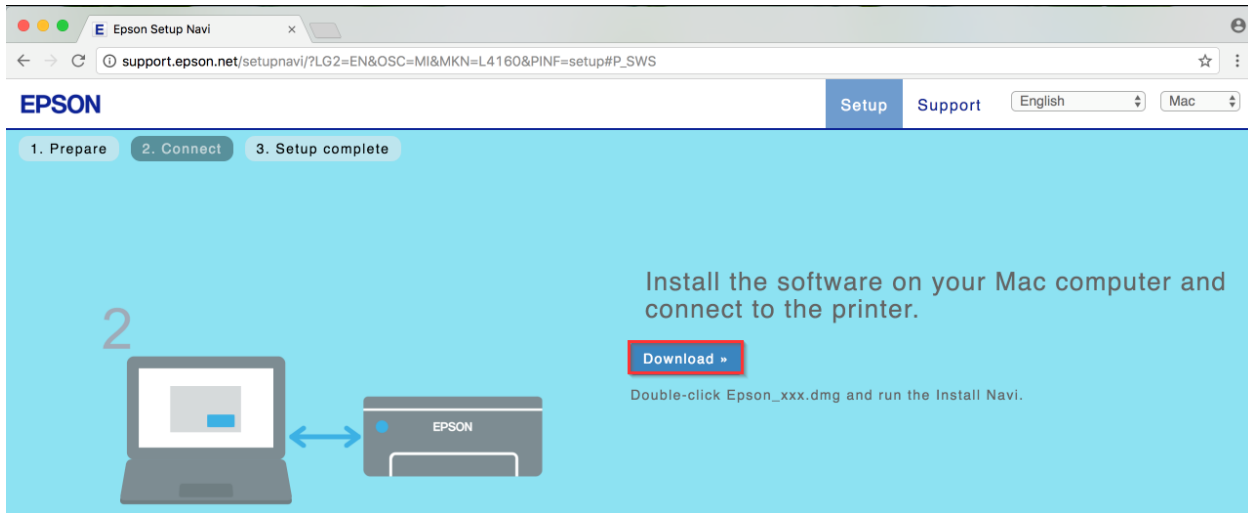 Epson Setup Navi
support.epson.net/setupnavi/?LG2=EN&OSC=MI&MKN=L4160&PINF=setup#P_SWS
EPSON Setup Support English Mac
1. Prepare 2. Connect 3. Setup complete
Install the software on your Mac computer and
connect to the printer.
2
Download »
Double-click Epson_xxx.dmg and run the Install Navi.
EPSON